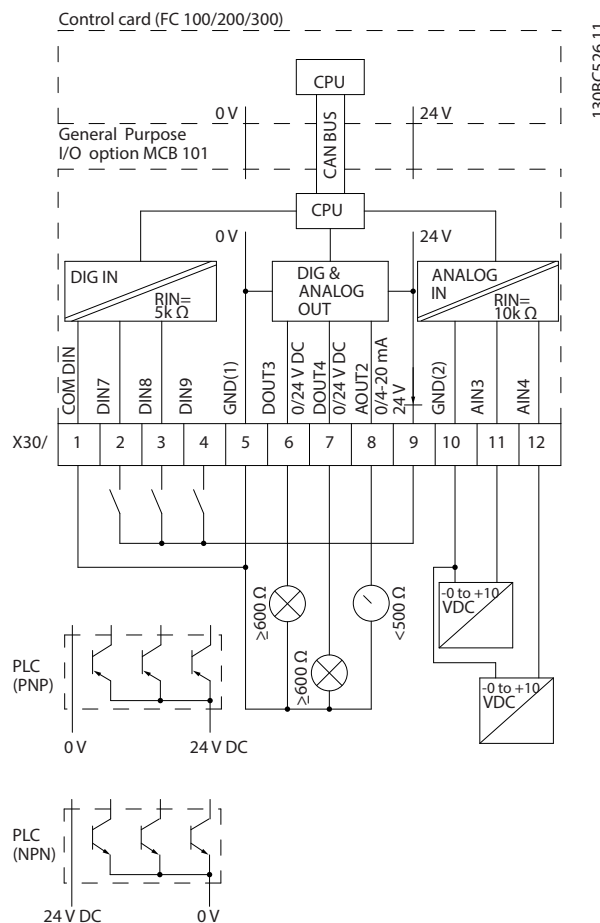 Control card (FC 100/200/300)
130BC526.11
CPU
0 V
24 V
CAN BUS
General Purpose
I/O option MCB 101
CPU
0 V
24 V
DIG IN
RIN=
5k Ω
DIG &
ANALOG
OUT
ANALOG
IN
RIN=
10k Ω
COM DIN
DIN7
DIN8
DIN9
GND(1)
DOUT3
0/24 V DC
DOUT4
0/24 V DC
AOUT2
0/4-20 mA
24 V
GND(2)
AIN3
AIN4
X30/ 1 2 3 4 5 6 7 8 9 10 11 12
≥600 Ω
≥600 Ω
<500 Ω
-0 to +10
VDC
-0 to +10
VDC
PLC
(PNP)
0 V
24 V DC
PLC
(NPN)
24 V DC
0 V